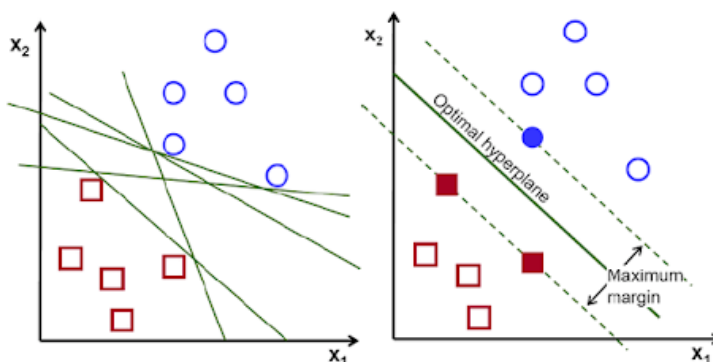 x₂
x₁
x₂
Optimal hyperplane
Maximum
margin
x₁